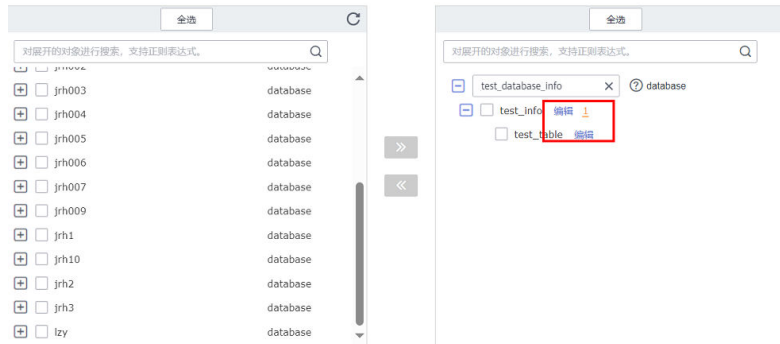 全选
对展开的对象进行搜索，支持正则表达式。
jrh002 database
jrh003 database
jrh004 database
jrh005 database
jrh006 database
jrh007 database
jrh009 database
jrh1 database
jrh10 database
jrh2 database
jrh3 database
lzy database
全选
对展开的对象进行搜索，支持正则表达式。
test_database_info database
test_info 编辑 1
test_table 编辑